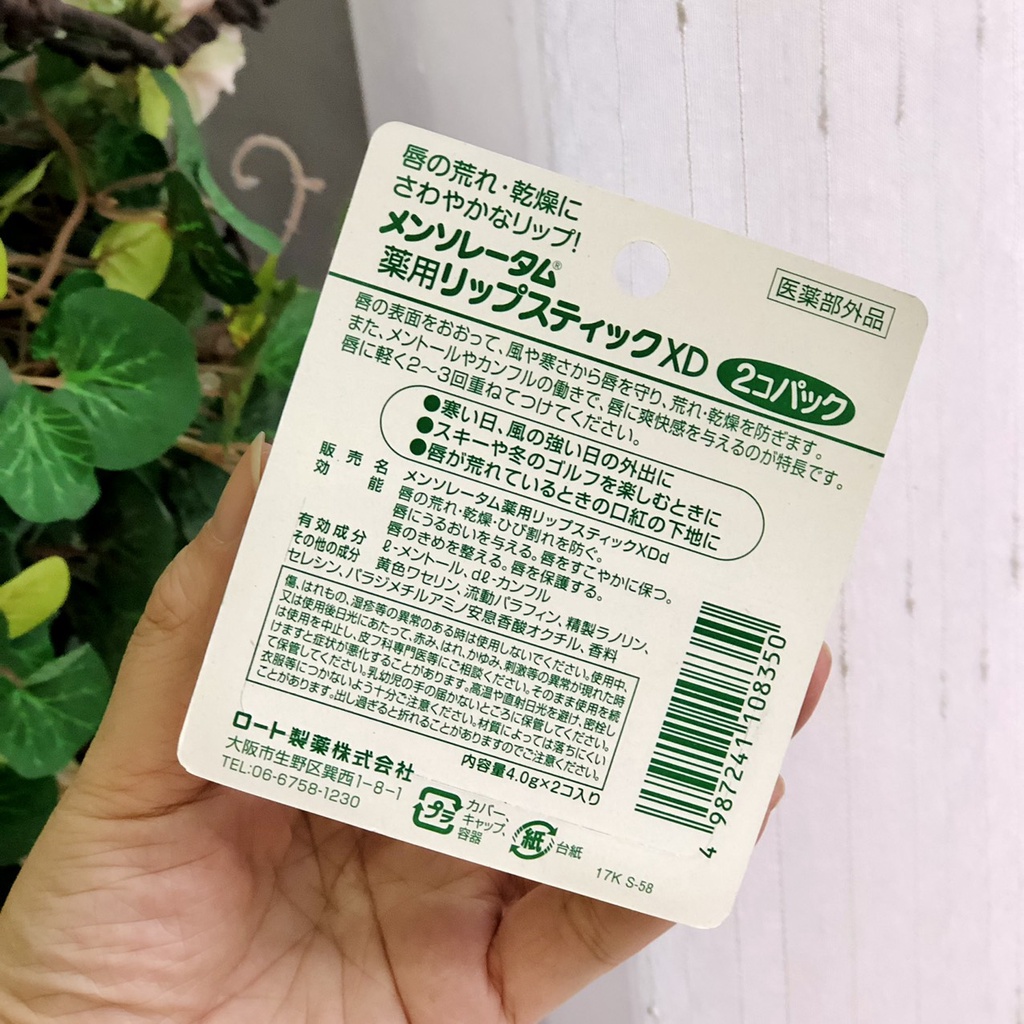 唇の荒れ・乾燥に
さわやかなリップ!
メンソレータム®
薬用リップスティックXD
2コパック
医薬部外品
唇の表面をおおって、風や寒さから唇を守り、荒れ・乾燥を防ぎます。
また、メントールやカンフルの働きで、唇に爽快感を与えるのが特長です。
唇に軽く2〜3回重ねてつけてください。
●寒い日、風の強い日の外出に
●スキーや冬のゴルフを楽しむときに
●唇が荒れているときの口紅の下地に
販売名 メンソレータム薬用リップスティックXDd
効能 唇の荒れ・乾燥・ひび割れを防ぐ。唇をすこやかに保つ。
唇にうるおいを与える。唇を保護する。
唇のきめを整える。
有効成分 ℓ-メントール、dℓ-カンフル
その他の成分 黄色ワセリン、流動パラフィン、精製ラノリン、
セレシン、パラジメチルアミノ安息香酸オクチル、香料
傷、はれもの、湿疹等の異常のある時は使用しないでください。使用中、
又は使用後日光にあたって、赤み、はれ、かゆみ、刺激等の異常が現れた時
は使用を中止し、皮フ科専門医等にご相談ください。そのまま使用を続
けますと症状が悪化することがあります。高温や直射日光を避け、密栓し
て保管してください。乳幼児の手の届かないところに保管してください。
衣服等につかないよう十分ご注意ください。材質によっては落ちにくい
ことがあります。出し過ぎると折れることがありますのでご注意ください。
内容量4.0g×2コ入り
ロート製薬株式会社
大阪市生野区巽西1-8-1
TEL:06-6758-1230
プラ
カバー、
キャップ、
容器
紙
台紙
17K S-58
4 987241 108350